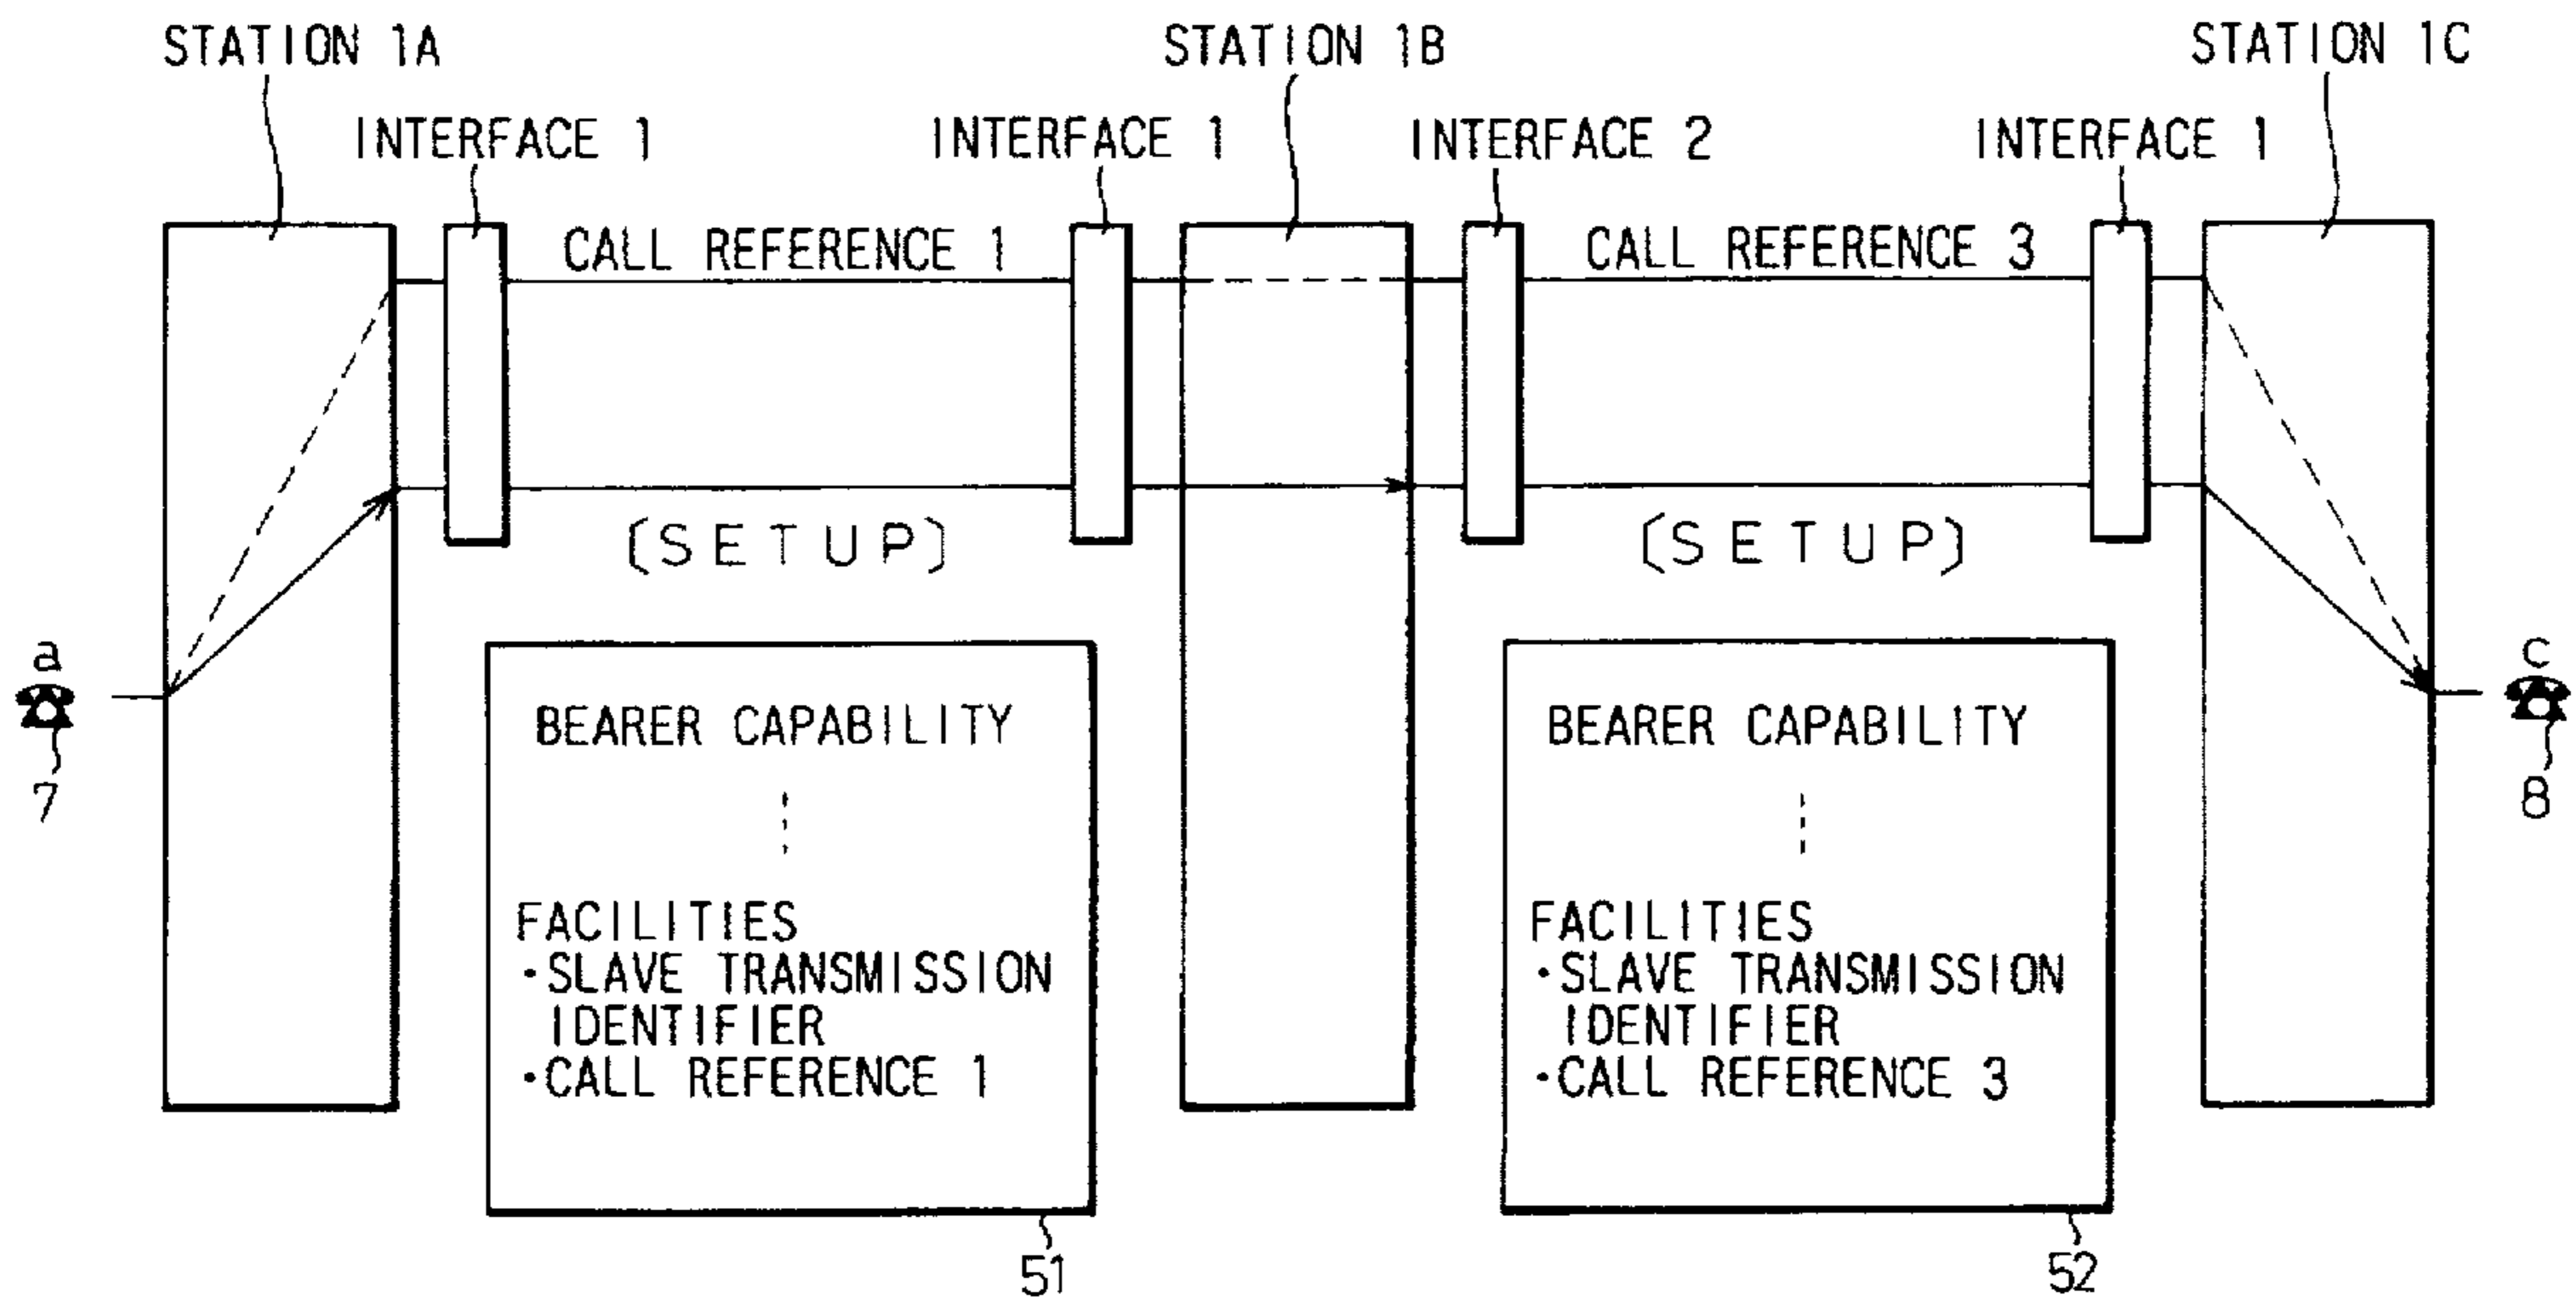 STATION 1A
STATION 1B
STATION 1C
INTERFACE 1
INTERFACE 1
INTERFACE 2
INTERFACE 1
CALL REFERENCE 1
CALL REFERENCE 3
(SETUP)
(SETUP)
a
7
c
8
BEARER CAPABILITY
FACILITIES
・SLAVE TRANSMISSION
IDENTIFIER
・CALL REFERENCE 1
51
BEARER CAPABILITY
FACILITIES
・SLAVE TRANSMISSION
IDENTIFIER
・CALL REFERENCE 3
52